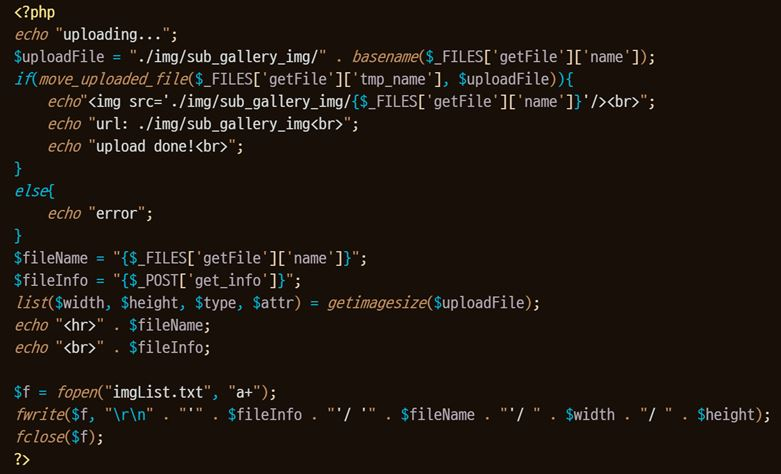 <?php
echo "uploading...";
$uploadFile = "./img/sub_gallery_img/" . basename($_FILES['getFile']['name']);
if(move_uploaded_file($_FILES['getFile']['tmp_name'], $uploadFile)){
    echo"<img src='./img/sub_gallery_img/{$_FILES['getFile']['name']}'/><br>";
    echo "url: ./img/sub_gallery_img<br>";
    echo "upload done!<br>";
}
else{
    echo "error";
}
$fileName = "{$_FILES['getFile']['name']}";
$fileInfo = "{$_POST['get_info']}";
list($width, $height, $type, $attr) = getimagesize($uploadFile);
echo "<hr>" . $fileName;
echo "<br>" . $fileInfo;

$f = fopen("imgList.txt", "a+");
fwrite($f, "\r\n" . "'" . $fileInfo . "'/ '" . $fileName . "'/ " . $width . "/ " . $height);
fclose($f);
?>